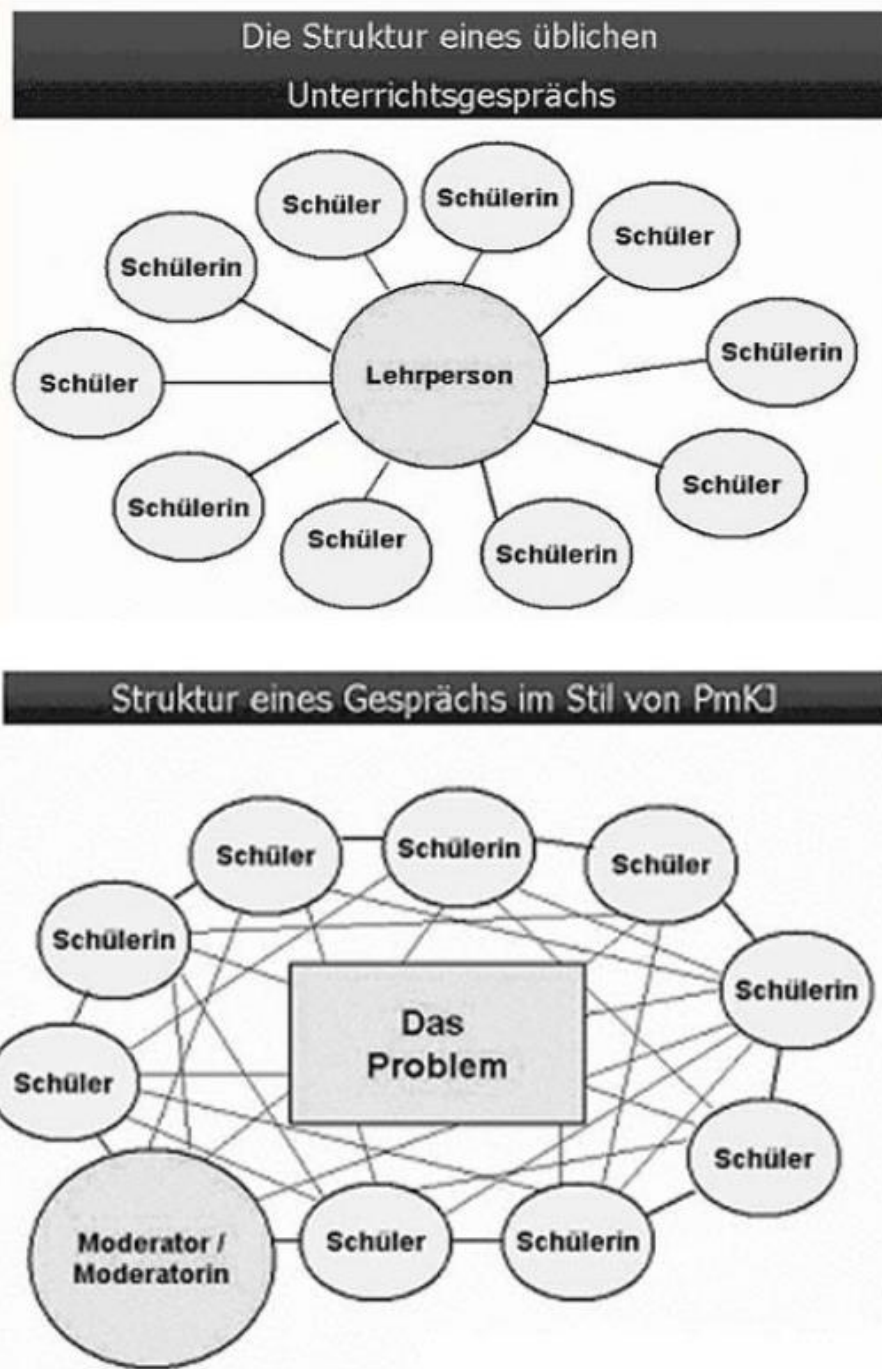 Die Struktur eines üblichen
Unterrichtsgesprächs
Schüler
Schülerin
Schülerin
Schüler
Schüler
Lehrperson
Schülerin
Schülerin
Schüler
Schüler
Schülerin
Struktur eines Gesprächs im Stil von PmKJ
Schüler
Schülerin
Schüler
Schülerin
Schülerin
Das
Problem
Schüler
Schüler
Moderator /
Moderatorin
Schüler
Schülerin